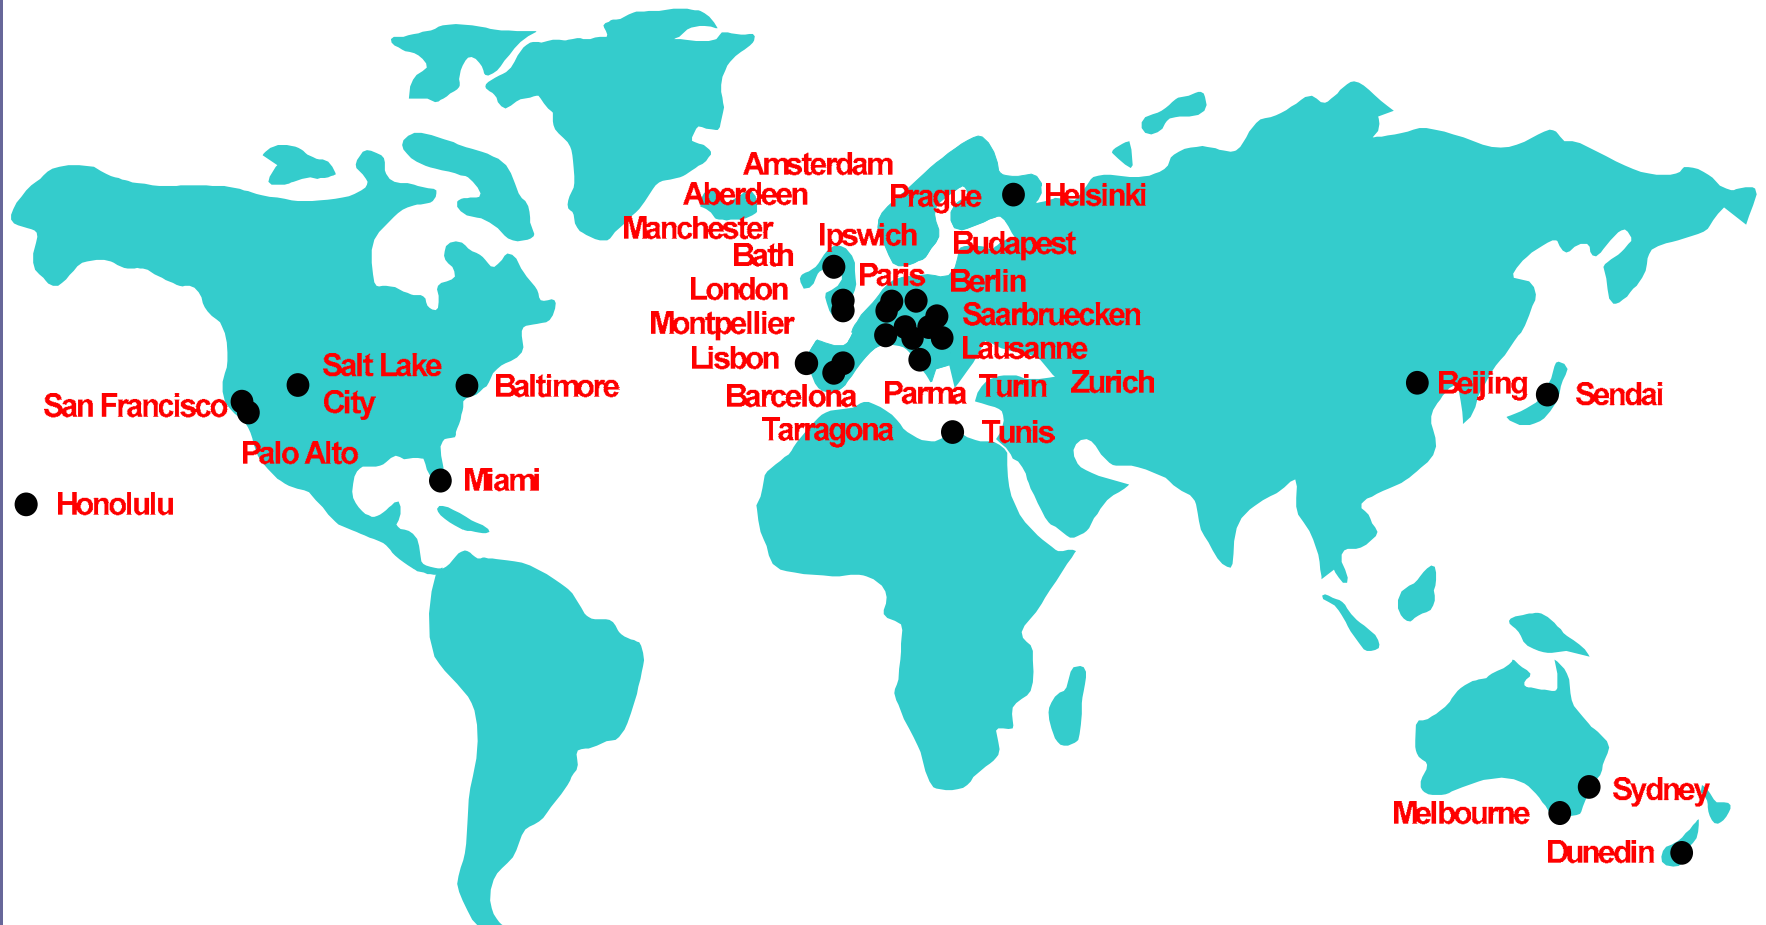 Amsterdam
Aberdeen
Prague
Helsinki
Manchester
Ipswich
Budapest
Bath
Paris
Berlin
London
Montpellier
Saarbruecken
Lisbon
Lausanne
Salt Lake
City
Baltimore
Barcelona
Parma
Turin
Zurich
Beijing
Sendai
San Francisco
Tarragona
Tunis
Palo Alto
Miami
Honolulu
Sydney
Melbourne
Dunedin